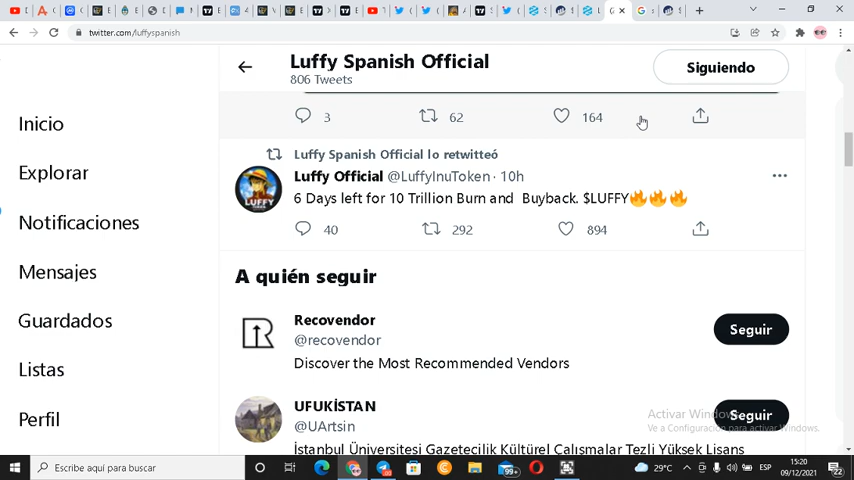 twitter.com/luffyspanish
Luffy Spanish Official
806 Tweets
Siguiendo
Inicio
Explorar
Notificaciones
Mensajes
Guardados
Listas
Perfil
3 62 164
Luffy Spanish Official lo retwitteó
Luffy Official @LuffyInuToken · 10h
6 Days left for 10 Trillion Burn and Buyback. $LUFFY🔥🔥🔥
40 292 894
A quién seguir
Recovendor
@recovendor
Seguir
Discover the Most Recommended Vendors
UFUKİSTAN
@UArtsin
Seguir
İstanbul Üniversitesi Gazetecilik Kültürel Çalışmalar Tezli Yüksek Lisans
Activar Windows
Ve a Configuración para activar Windows.
Escribe aquí para buscar
99+
29°C
ESP
15:20
09/12/2021
22